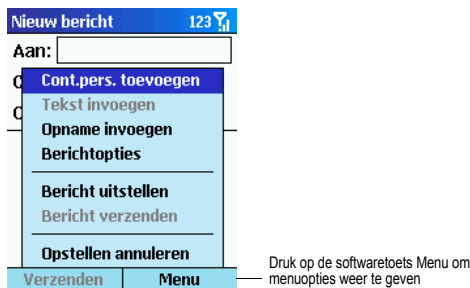 Nieuw bericht 123
Aan:
Cont.pers. toevoegen
Tekst invoegen
Opname invoegen
Berichtopties
Bericht uitstellen
Bericht verzenden
Opstellen annuleren
Verzenden Menu
Druk op de softwaretoets Menu om
menuopties weer te geven